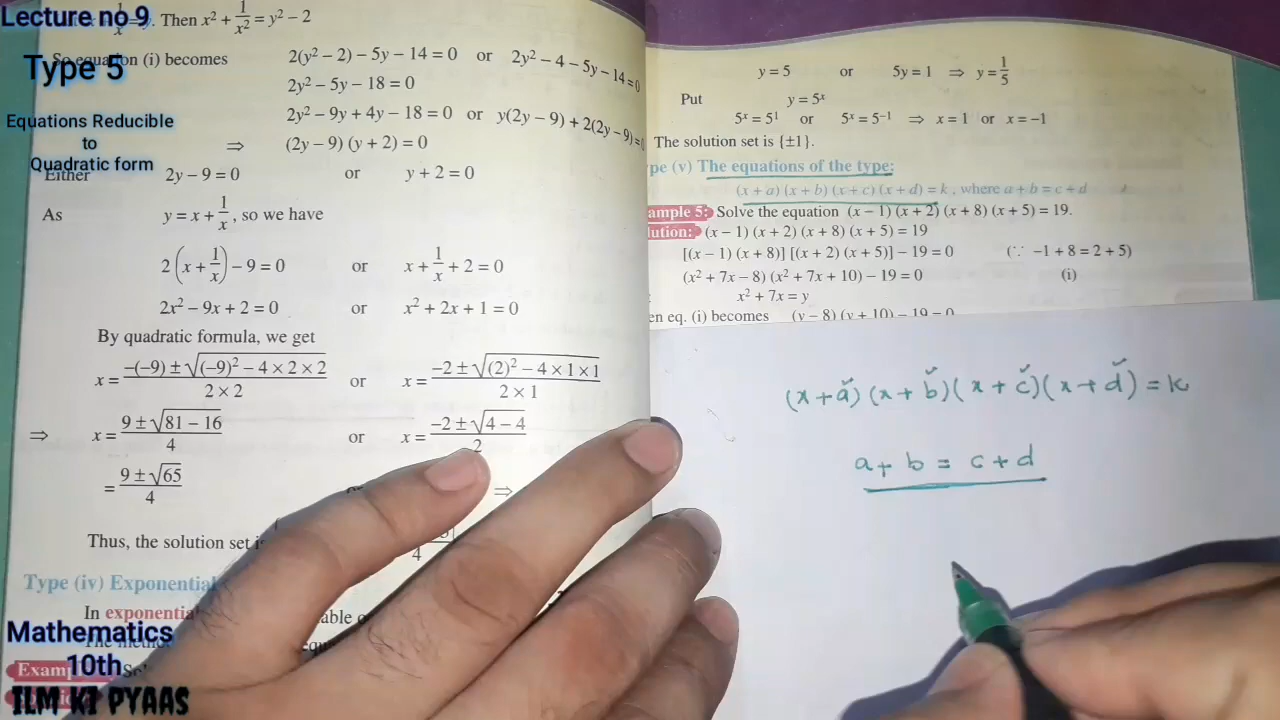 Lecture no 9
Type 5
Equations Reducible
to
Quadratic form
Then x² + 1/x² = y² − 2
equation (i) becomes 2(y² − 2) − 5y − 14 = 0 or 2y² − 4 − 5y − 14 = 0
2y² − 5y − 18 = 0
2y² − 9y + 4y − 18 = 0 or y(2y − 9) + 2(2y − 9) =
⇒ (2y − 9) (y + 2) = 0
Either 2y − 9 = 0 or y + 2 = 0
As y = x + 1/x, so we have
2(x + 1/x) − 9 = 0 or x + 1/x + 2 = 0
2x² − 9x + 2 = 0 or x² + 2x + 1 = 0
By quadratic formula, we get
x = (−(−9) ± √((−9)² − 4 × 2 × 2))/(2 × 2) or x = (−2 ± √((2)² − 4 × 1 × 1))/(2 × 1)
⇒ x = (9 ± √(81 − 16))/4 or x = (−2 ± √(4 − 4))/2
= (9 ± √65)/4 ⇒
Thus, the solution set i
4
Type (iv) Exponential
In exponentia
able
Mathematics
10th
ILM KI PYAAS
y = 5 or 5y = 1 ⇒ y = 1/5
Put y = 5ˣ
5ˣ = 5¹ or 5ˣ = 5⁻¹ ⇒ x = 1 or x = −1
The solution set is {±1}.
pe (v) The equations of the type:
(x + a) (x + b) (x + c) (x + d) = k, where a + b = c + d
ample 5: Solve the equation (x − 1) (x + 2) (x + 8) (x + 5) = 19.
lution: (x − 1) (x + 2) (x + 8) (x + 5) = 19
[(x − 1) (x + 8)] [(x + 2) (x + 5)] − 19 = 0 (∵ −1 + 8 = 2 + 5)
(x² + 7x − 8) (x² + 7x + 10) − 19 = 0 (i)
x² + 7x = y
en eq. (i) becomes (y − 8) (y + 10) − 19 = 0
(x + a) (x + b) (x + c) (x + d) = k
a + b = c + d